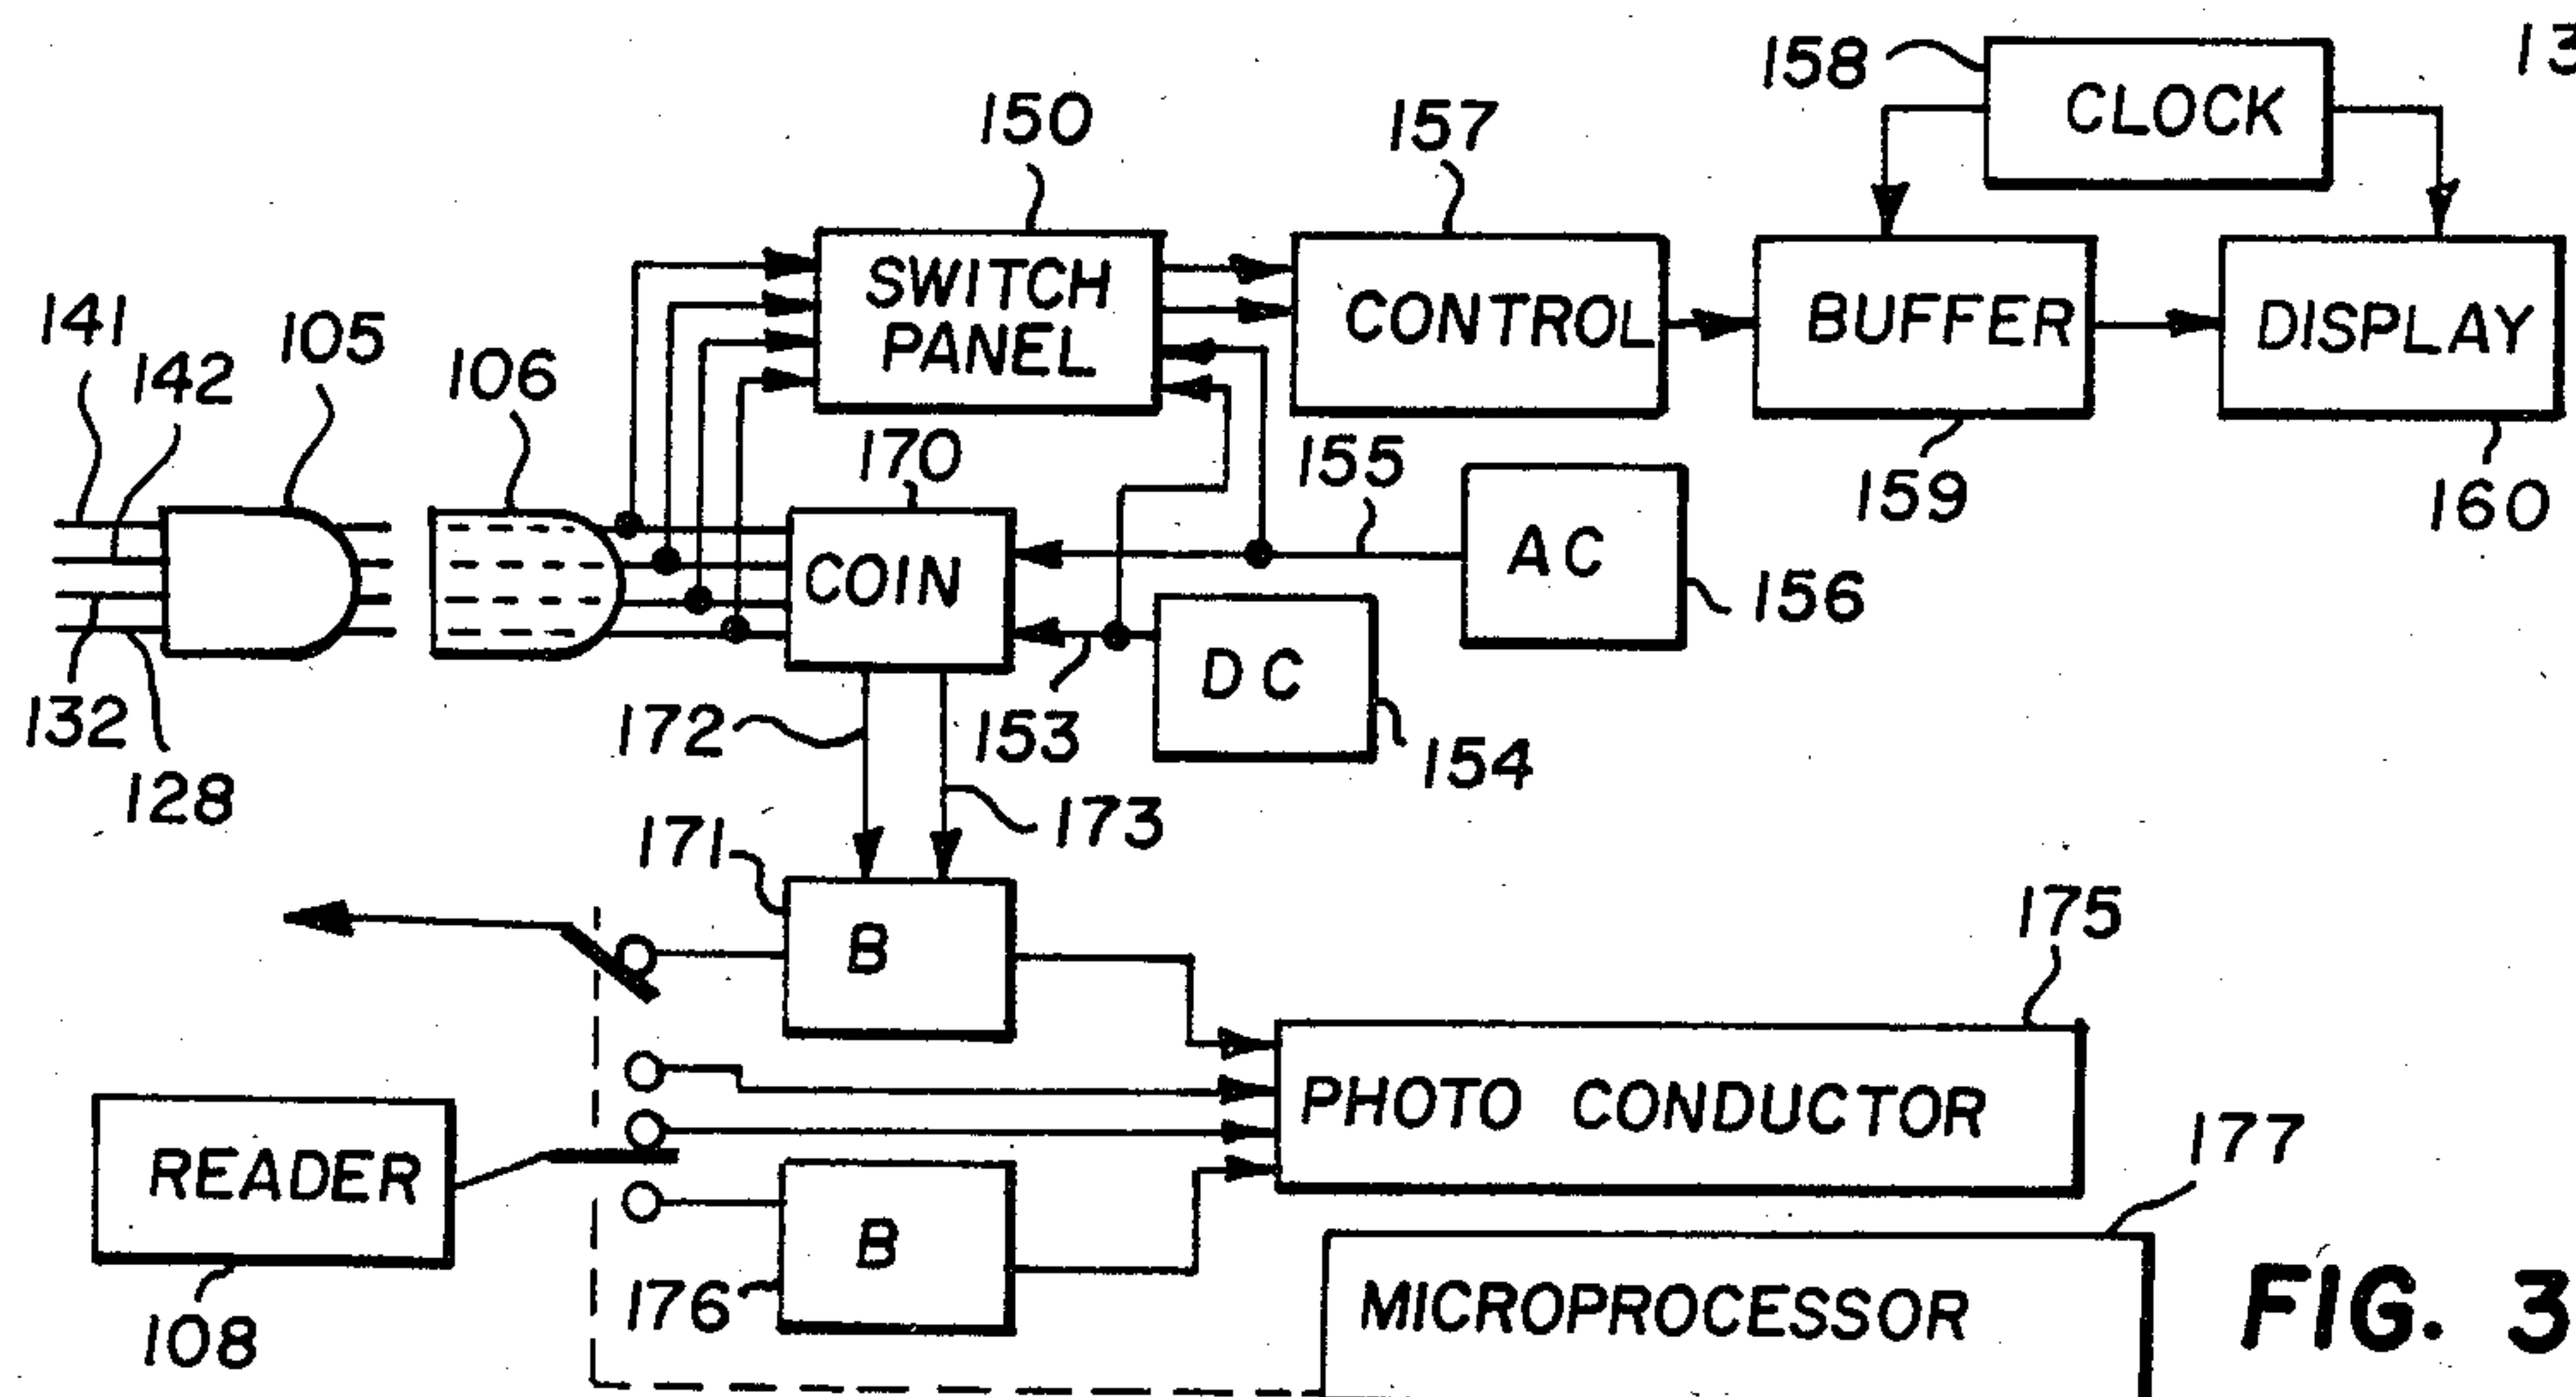 158
CLOCK
13
150
157
SWITCH
PANEL
CONTROL
BUFFER
DISPLAY
141
142
105
106
170
155
159
160
COIN
AC
156
DC
132
128
172
153
154
173
171
B
175
PHOTO CONDUCTOR
READER
177
B
176
108
MICROPROCESSOR
FIG. 3